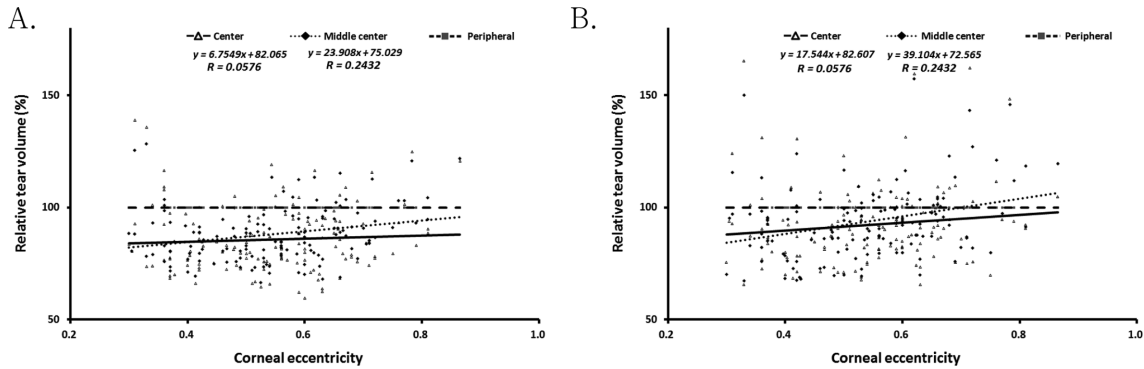 A.
Center Middle center Peripheral
y = 6.7549x+82.065 y = 23.908x+75.029
R = 0.0576 R = 0.2432
150
100
50
Relative tear volume (%)
0.2 0.4 0.6 0.8 1.0
Corneal eccentricity
B.
Center Middle center Peripheral
y = 17.544x+82.607 y = 39.104x+72.565
R = 0.0576 R = 0.2432
150
100
50
Relative tear volume (%)
0.2 0.4 0.6 0.8 1.0
Corneal eccentricity